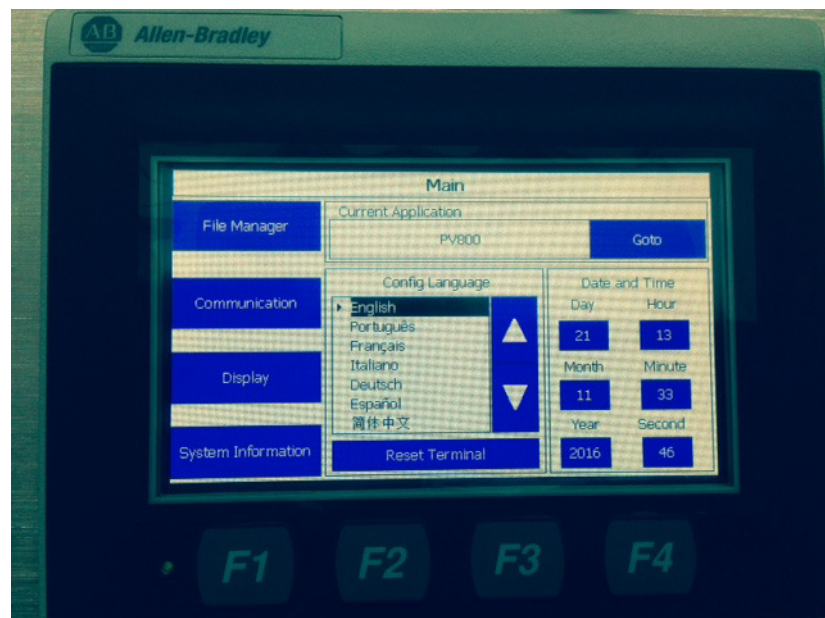 AB Allen-Bradley
Main
File Manager
Current Application
PV800
Goto
Communication
Config Language
English
Português
Français
Italiano
Deutsch
Español
简体中文
Date and Time
Day Hour
21 13
Month Minute
11 33
Year Second
2016 46
Display
System Information
Reset Terminal
F1 F2 F3 F4